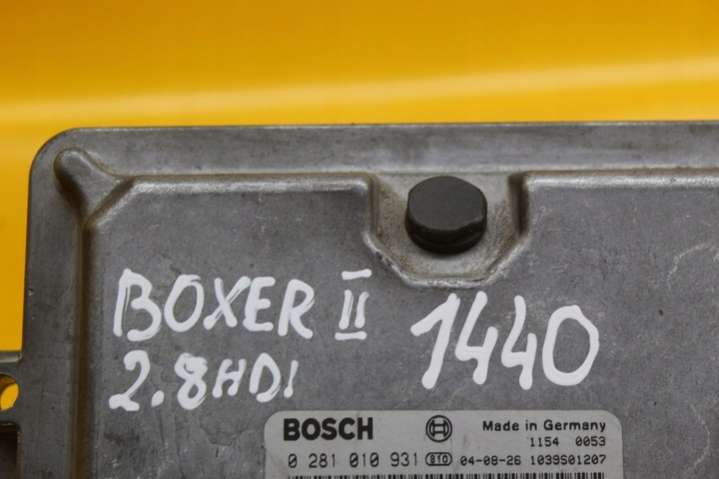 BOXER II 1440
2.8HDI
BOSCH Made in Germany
1154 0053
0 281 010 931 810 04-08-26 1039S01207